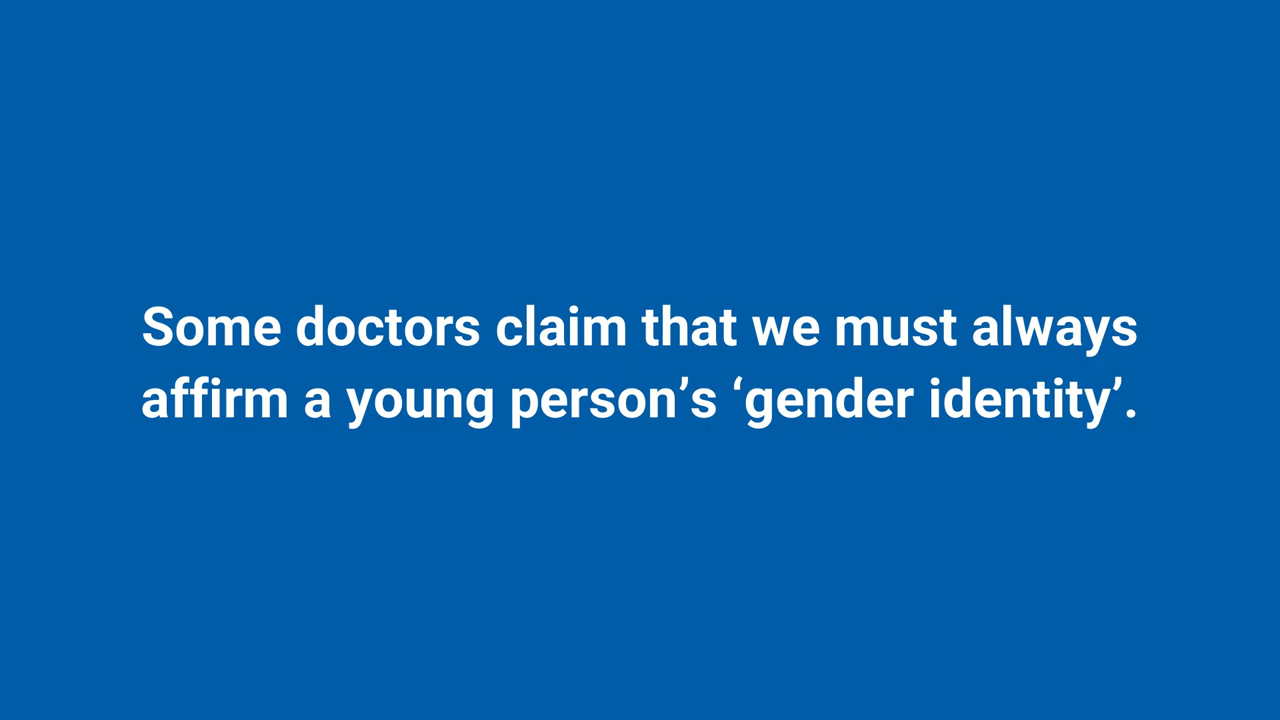 Some doctors claim that we must always
affirm a young person’s ‘gender identity’.